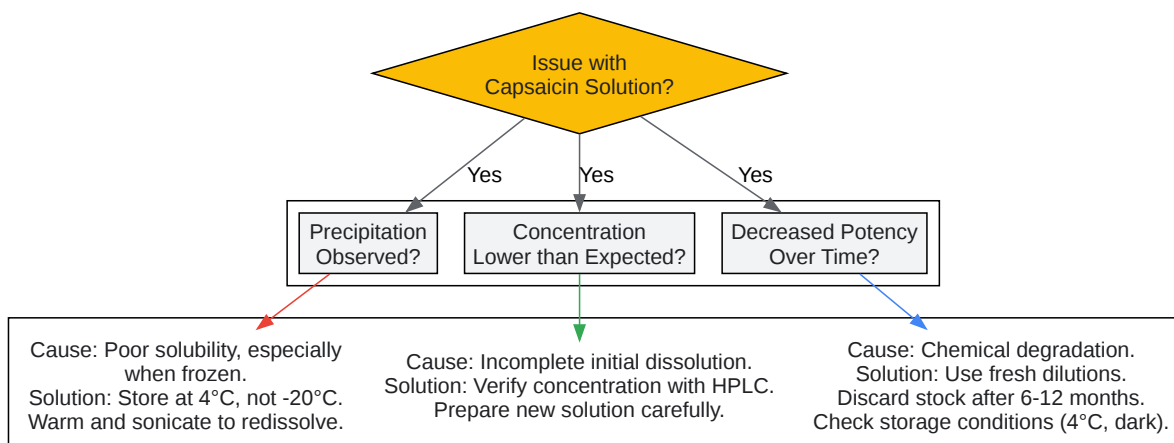 Issue with
Capsaicin Solution?
Yes
Yes
Yes
Precipitation
Observed?
Concentration
Lower than Expected?
Decreased Potency
Over Time?
Cause: Poor solubility, especially
when frozen.
Solution: Store at 4°C, not -20°C.
Warm and sonicate to redissolve.
Cause: Incomplete initial dissolution.
Solution: Verify concentration with HPLC.
Prepare new solution carefully.
Cause: Chemical degradation.
Solution: Use fresh dilutions.
Discard stock after 6-12 months.
Check storage conditions (4°C, dark).